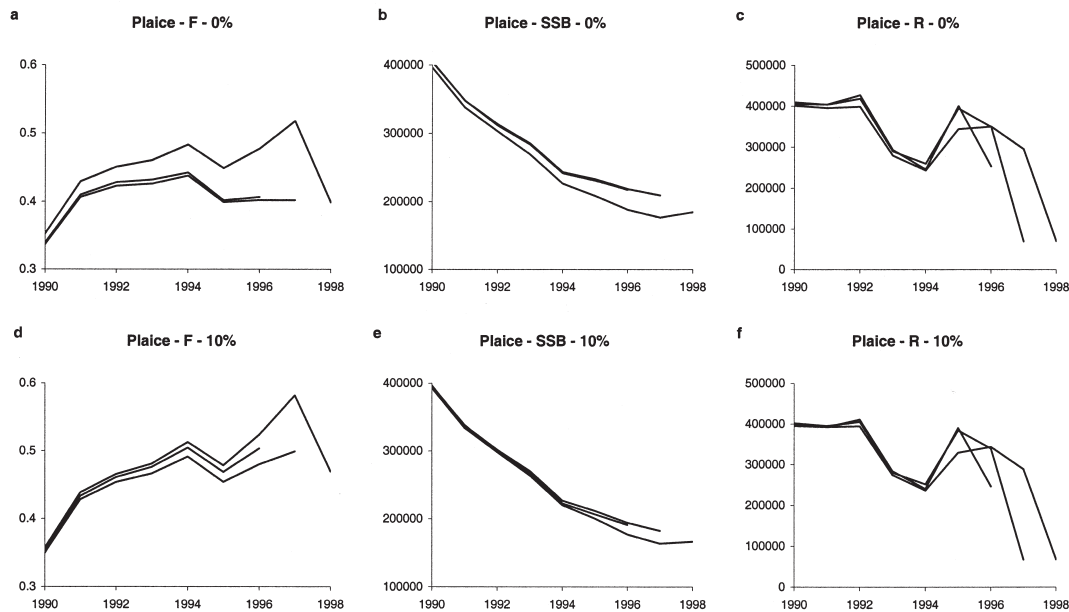 a
Plaice - F - 0%
0.6
0.5
0.4
0.3
1990 1992 1994 1996 1998
b
Plaice - SSB - 0%
400000
300000
200000
100000
1990 1992 1994 1996 1998
c
Plaice - R - 0%
500000
400000
300000
200000
100000
0
1990 1992 1994 1996 1998
d
Plaice - F - 10%
0.6
0.5
0.4
0.3
1990 1992 1994 1996 1998
e
Plaice - SSB - 10%
400000
300000
200000
100000
1990 1992 1994 1996 1998
f
Plaice - R - 10%
500000
400000
300000
200000
100000
0
1990 1992 1994 1996 1998